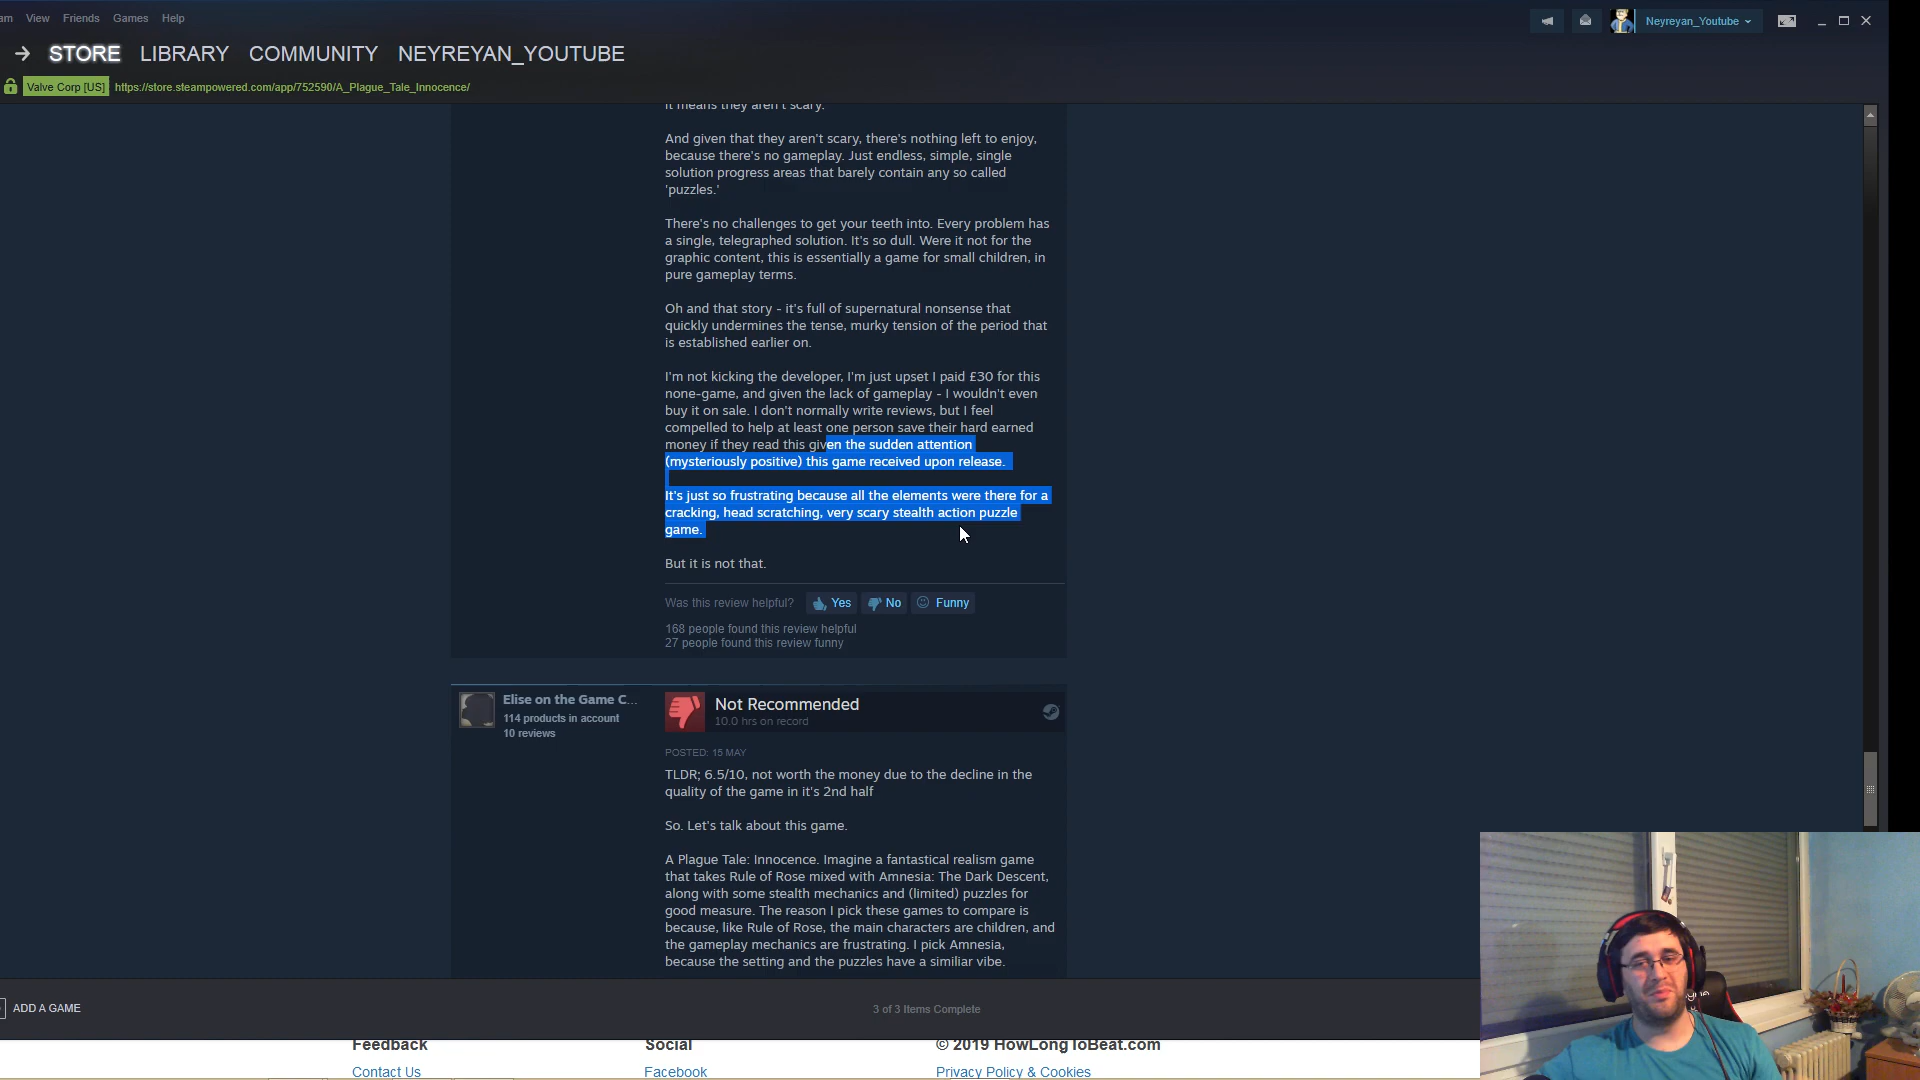 am View Friends Games Help
Neyreyan_Youtube
STORE LIBRARY COMMUNITY NEYREYAN_YOUTUBE
Valve Corp [US] https://store.steampowered.com/app/752590/A_Plague_Tale_Innocence/
It means they aren't scary.
And given that they aren't scary, there's nothing left to enjoy,
because there's no gameplay. Just endless, simple, single
solution progress areas that barely contain any so called
'puzzles.'
There's no challenges to get your teeth into. Every problem has
a single, telegraphed solution. It's so dull. Were it not for the
graphic content, this is essentially a game for small children, in
pure gameplay terms.
Oh and that story - it's full of supernatural nonsense that
quickly undermines the tense, murky tension of the period that
is established earlier on.
I'm not kicking the developer, I'm just upset I paid £30 for this
none-game, and given the lack of gameplay - I wouldn't even
buy it on sale. I don't normally write reviews, but I feel
compelled to help at least one person save their hard earned
money if they read this given the sudden attention
(mysteriously positive) this game received upon release.
It's just so frustrating because all the elements were there for a
cracking, head scratching, very scary stealth action puzzle
game.
But it is not that.
Was this review helpful? Yes No Funny
168 people found this review helpful
27 people found this review funny
Elise on the Game C...
114 products in account
10 reviews
Not Recommended
10.0 hrs on record
POSTED: 15 MAY
TLDR; 6.5/10, not worth the money due to the decline in the
quality of the game in it's 2nd half
So. Let's talk about this game.
A Plague Tale: Innocence. Imagine a fantastical realism game
that takes Rule of Rose mixed with Amnesia: The Dark Descent,
along with some stealth mechanics and (limited) puzzles for
good measure. The reason I pick these games to compare is
because, like Rule of Rose, the main characters are children, and
the gameplay mechanics are frustrating. I pick Amnesia,
because the setting and the puzzles have a similiar vibe.
ADD A GAME
3 of 3 Items Complete
Feedback Social © 2019 HowLongToBeat.com
Contact Us Facebook Privacy Policy & Cookies